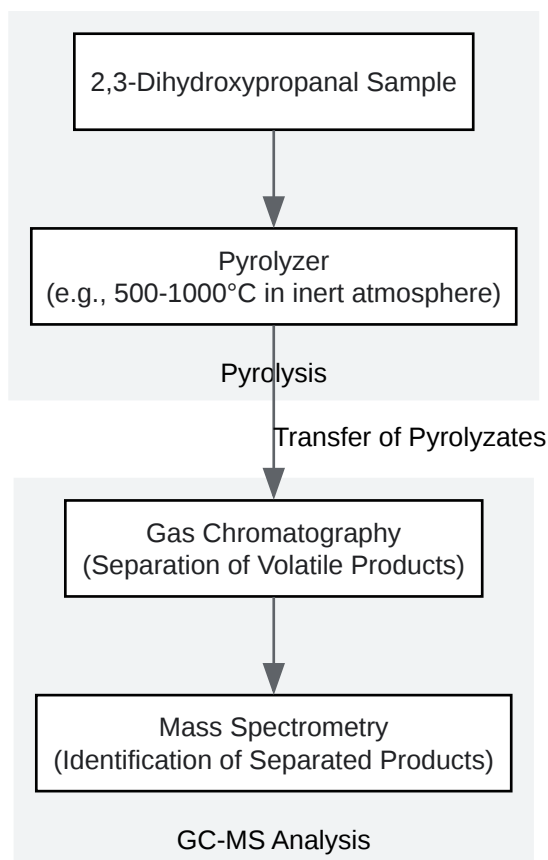 2,3-Dihydroxypropanal Sample
Pyrolyzer
(e.g., 500-1000°C in inert atmosphere)
Pyrolysis
Transfer of Pyrolyzates
Gas Chromatography
(Separation of Volatile Products)
Mass Spectrometry
(Identification of Separated Products)
GC-MS Analysis